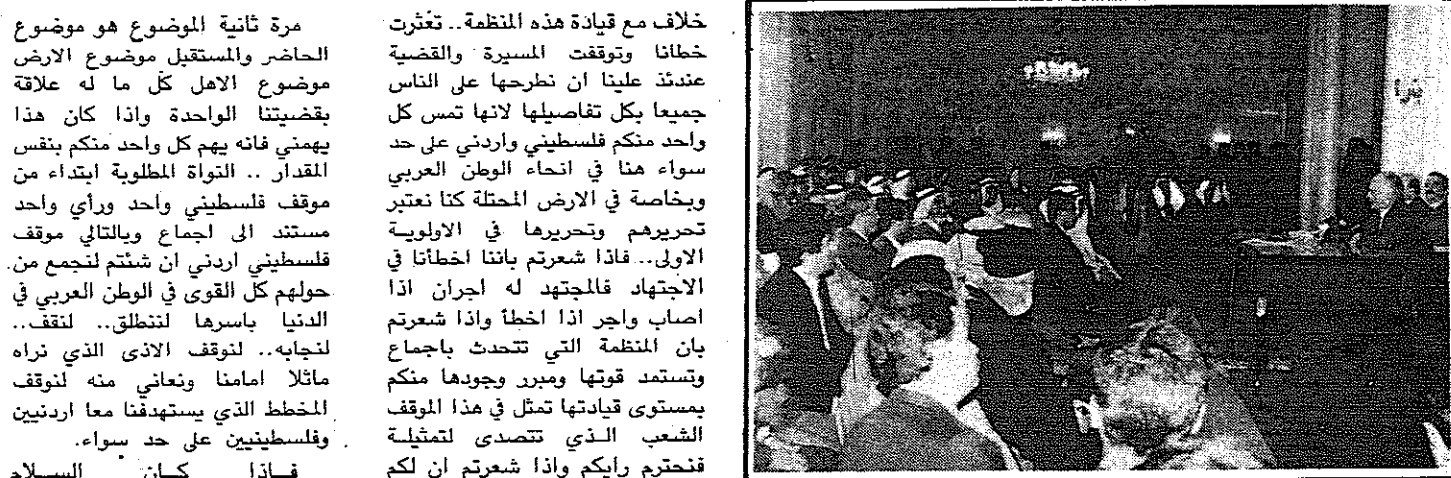 خلاف مع قيادة هذه المنظمة.. تعثرت
خطانا وتوقفت المسيرة والقضية
عندئذ علينا ان نطرحها على الناس
جميعا بكل تفاصيلها لانها تمس كل
واحد منكم فلسطيني واردني على حد
سواء هنا في انحاء الوطن العربي
وبخاصة في الارض المحتلة كنا نعتبر
تحريرهم وتحريرها في الاولوية
الاولى.. فاذا شعرتم باننا اخطأنا في
الاجتهاد فالمجتهد له اجران اذا
اصاب واجر اذا اخطأ واذا شعرتم
بان المنظمة التي تتحدث باجماع
وتستمد قوتها ومبرر وجودها منكم
بمستوى قيادتها تمثل في هذا الموقف
الشعب الذي تتصدى لتمثيلة
فنحترم رايكم واذا شعرتم ان لكم
مرة ثانية الموضوع هو موضوع
الحاضر والمستقبل موضوع الارض
موضوع الاهل كل ما له علاقة
بقضيتنا الواحدة واذا كان هذا
يهمني فانه يهم كل واحد منكم بنفس
المقدار .. النواة المطلوبة ابتداء من
موقف فلسطيني واحد ورأي واحد
مستند الى اجماع وبالتالي موقف
فلسطيني اردني ان شئتم لنجمع من
حولهم كل القوى في الوطن العربي في
الدنيا باسرها لننطلق.. لنقف..
لنجابه.. لنوقف الاذى الذي نراه
ماثلا امامنا ونعاني منه لنوقف
المخطط الذي يستهدفنا معا اردنيين
وفلسطينيين على حد سواء.
فاذا كان السلام